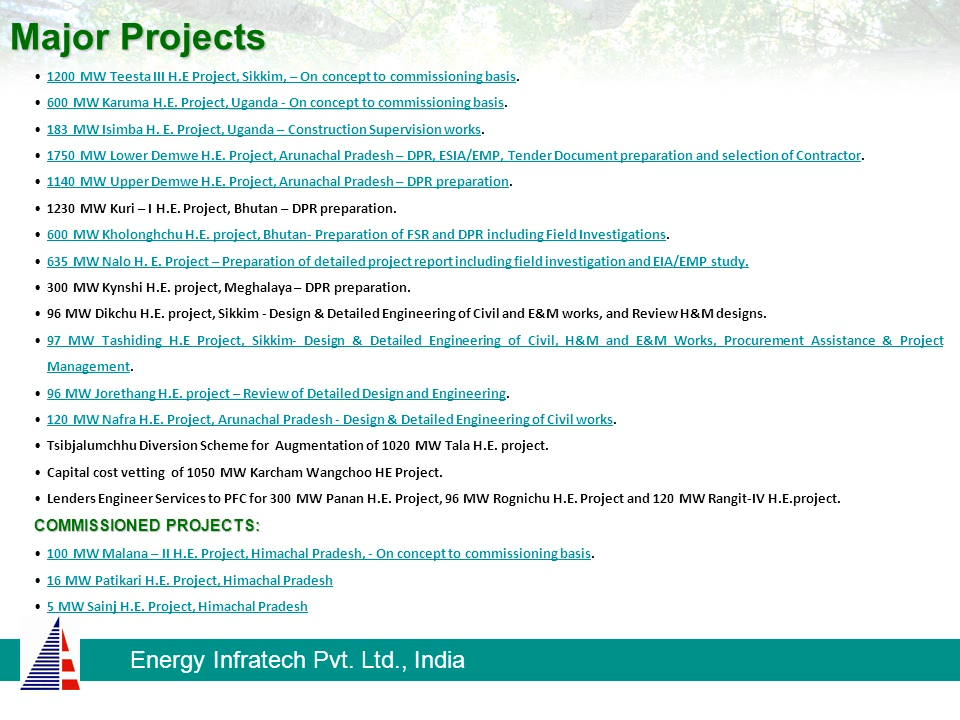 Major Projects
• 1200 MW Teesta III H.E Project, Sikkim, – On concept to commissioning basis.
• 600 MW Karuma H.E. Project, Uganda - On concept to commissioning basis.
• 183 MW Isimba H. E. Project, Uganda – Construction Supervision works.
• 1750 MW Lower Demwe H.E. Project, Arunachal Pradesh – DPR, ESIA/EMP, Tender Document preparation and selection of Contractor.
• 1140 MW Upper Demwe H.E. Project, Arunachal Pradesh – DPR preparation.
• 1230 MW Kuri – I H.E. Project, Bhutan – DPR preparation.
• 600 MW Kholonghchu H.E. project, Bhutan- Preparation of FSR and DPR including Field Investigations.
• 635 MW Nalo H. E. Project – Preparation of detailed project report including field investigation and EIA/EMP study.
• 300 MW Kynshi H.E. project, Meghalaya – DPR preparation.
• 96 MW Dikchu H.E. project, Sikkim - Design & Detailed Engineering of Civil and E&M works, and Review H&M designs.
• 97 MW Tashiding H.E Project, Sikkim- Design & Detailed Engineering of Civil, H&M and E&M Works, Procurement Assistance & Project
Management.
• 96 MW Jorethang H.E. project – Review of Detailed Design and Engineering.
• 120 MW Nafra H.E. Project, Arunachal Pradesh - Design & Detailed Engineering of Civil works.
• Tsibjalumchhu Diversion Scheme for Augmentation of 1020 MW Tala H.E. project.
• Capital cost vetting of 1050 MW Karcham Wangchoo HE Project.
• Lenders Engineer Services to PFC for 300 MW Panan H.E. Project, 96 MW Rognichu H.E. Project and 120 MW Rangit-IV H.E.project.
COMMISSIONED PROJECTS:
• 100 MW Malana – II H.E. Project, Himachal Pradesh, - On concept to commissioning basis.
• 16 MW Patikari H.E. Project, Himachal Pradesh
• 5 MW Sainj H.E. Project, Himachal Pradesh
Energy Infratech Pvt. Ltd., India